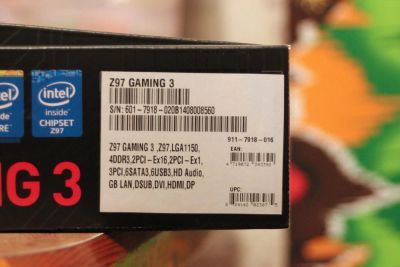 Z97 GAMING 3
S/N: 601-7918-020B1408008560
911-7918-016
Z97 GAMING 3 ,Z97,LGA1150,
4DDR3,2PCI-Ex16,2PCI-Ex1,
3PCI,6SATA3,6USB3,HD Audio,
GB LAN,DSUB,DVI,HDMI,DP
EAN:
UPC:
intel
inside
CHIPSET
Z97
NG 3